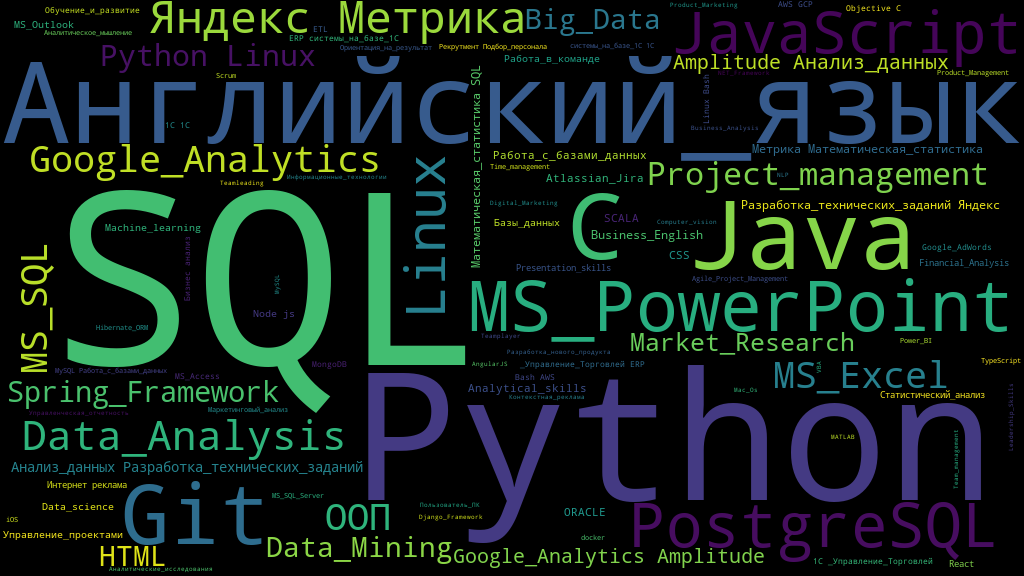 Обучение_и_развитие
MS_Outlook
Аналитическое_мышление
Яндекс Метрика
ETL
ERP системы_на_базе_1С
Ориентация_на_результат
Рекрутмент Подбор_персонала
Big_Data
системы_на_базе_1С 1С
Product_Marketing
AWS GCP
Objective C
JavaScript
Python Linux
Scrum
Работа_в_команде
Amplitude Анализ_данных
Product_Management
Английский_язык
1С 1С
Linux Bash
Business_Analysis
Метрика Математическая_статистика
Google_Analytics
Teamleading
Информационные_технологии
Математическая_статистика SQL
Работа_с_базами_данных
Time_management
Atlassian_Jira
Project_management
NLP
SQL
Machine_learning
Бизнес анализ
MySQL
Node js
Hibernate_ORM
MS_SQL
Linux
Digital_Marketing
Базы_данных
C
SCALA
Computer_vision
Business_English
CSS
Java
Разработка_технических_заданий Яндекс
Google_AdWords
Financial_Analysis
Presentation_skills
Agile_Project_Management
MS_PowerPoint
Teamplayer
Market_Research
Power_BI
MongoDB
MySQL Работа_с_базами_данных
MS_Access
Разработка_нового_продукта
AngularJS
_Управление_Торговлей ERP
VBA
TypeScript
Spring_Framework
Bash AWS
Analytical_skills
Контекстная_реклама
MS_Excel
Mac_Os
Статистический_анализ
Leadership_Skills
Управленческая_отчетность
Маркетинговый_анализ
Data_Analysis
Python
MATLAB
Team_management
Анализ_данных Разработка_технических_заданий
Интернет реклама
Git
MS_SQL_Server
Data_science
iOS
ООП
Пользователь_ПК
Django_Framework
ORACLE
PostgreSQL
Управление_проектами
HTML
Аналитические_исследования
Data_Mining
docker
Google_Analytics Amplitude
1С _Управление_Торговлей
React